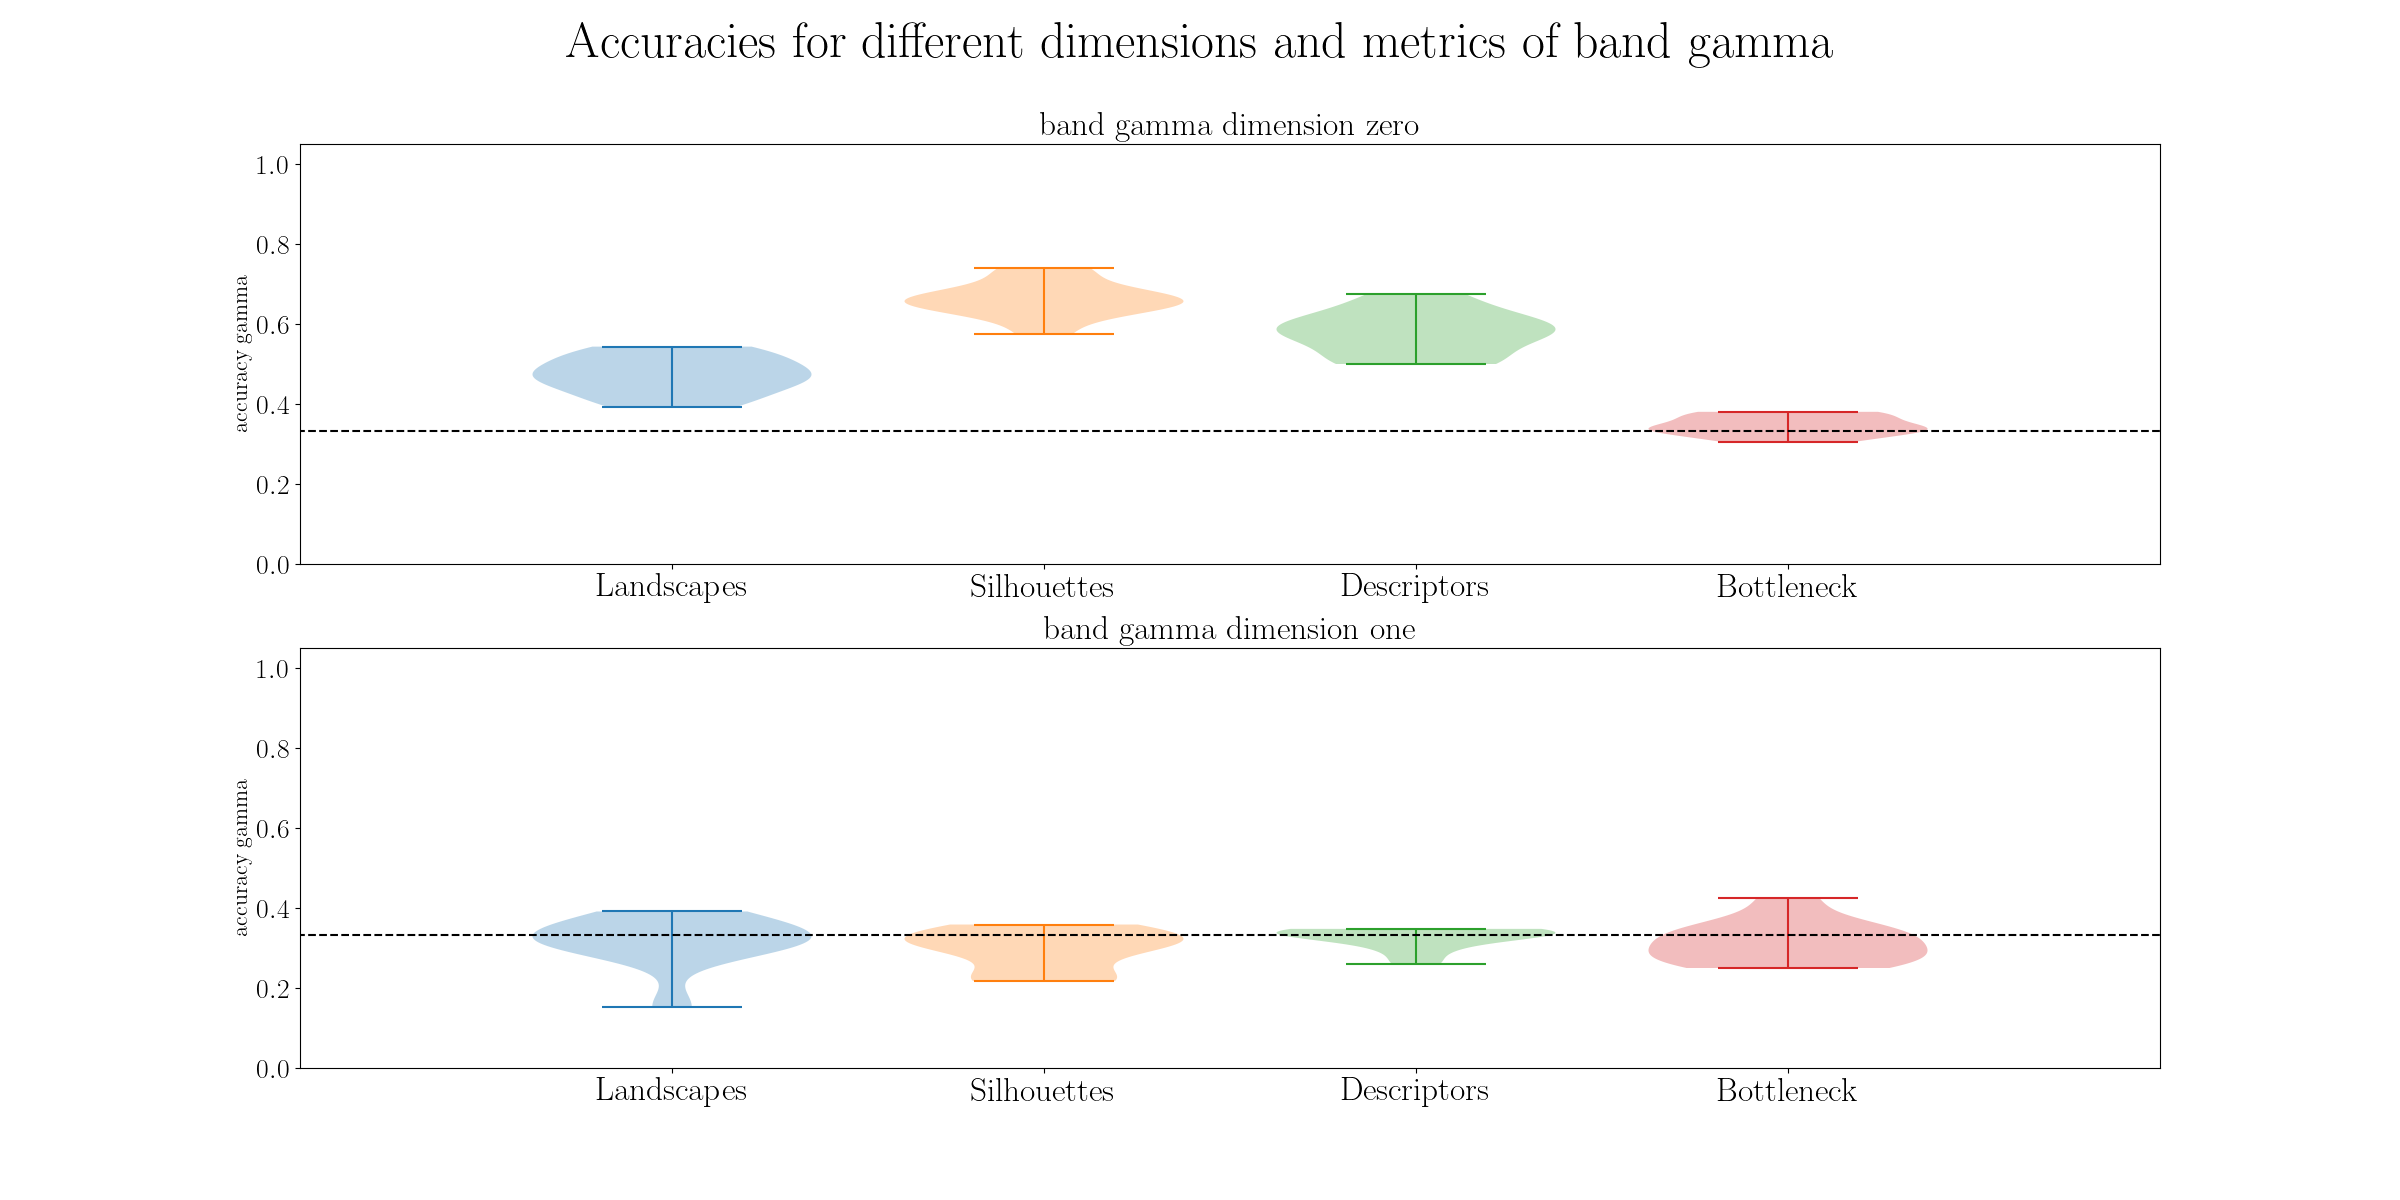 Accuracies for different dimensions and metrics of band gamma
band gamma dimension zero
1.0
0.8
0.6
0.4
0.2
0.0
accuracy gamma
Landscapes Silhouettes Descriptors Bottleneck
band gamma dimension one
1.0
0.8
0.6
0.4
0.2
0.0
accuracy gamma
Landscapes Silhouettes Descriptors Bottleneck